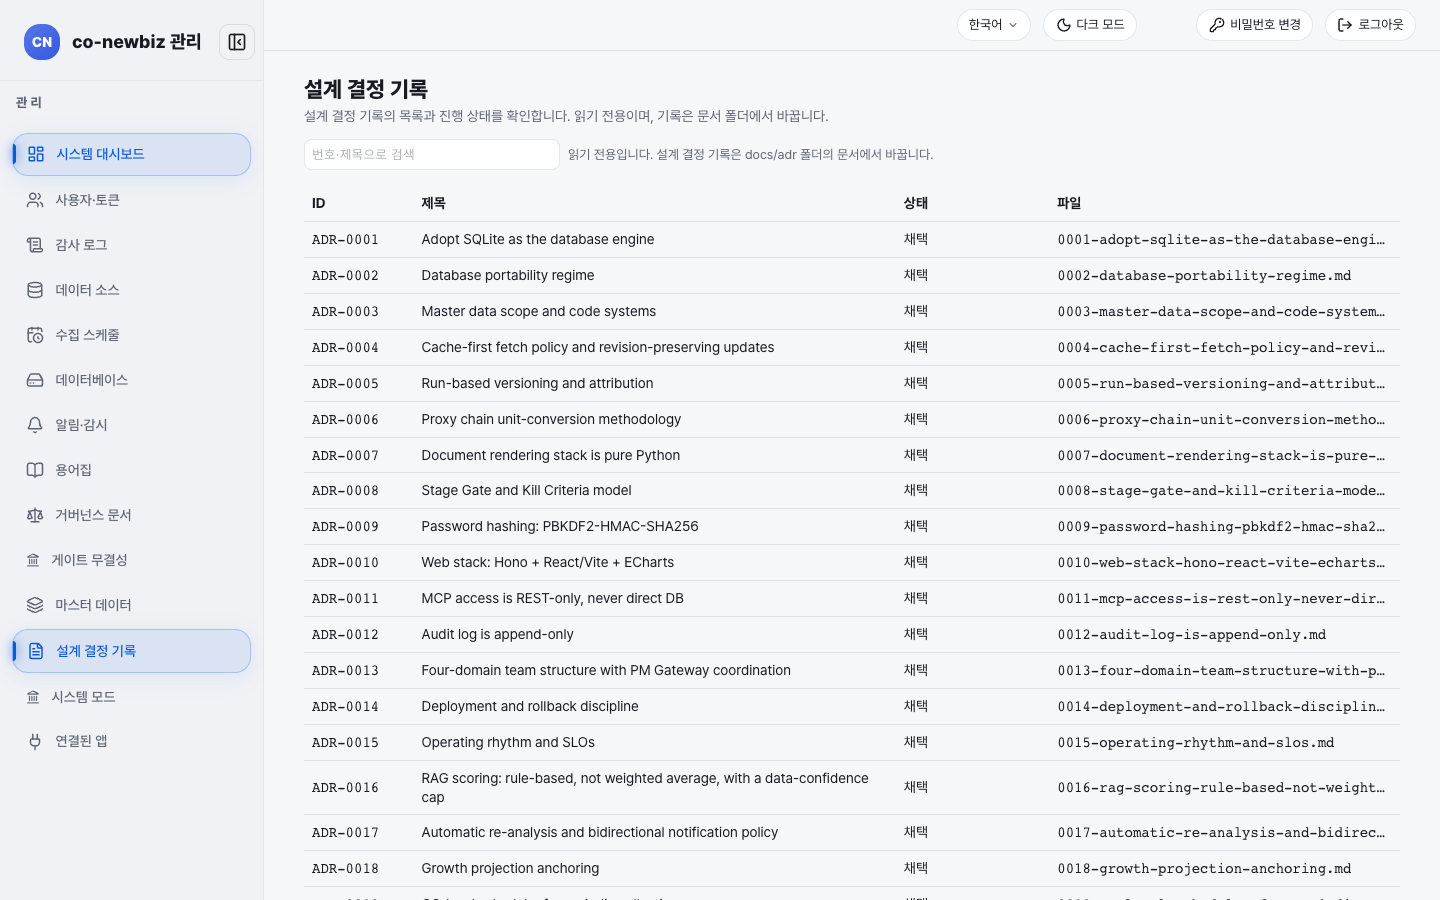 CN co-newbiz 관리
한국어 다크 모드 비밀번호 변경 로그아웃
관리
시스템 대시보드
사용자·토큰
감사 로그
데이터 소스
수집 스케줄
데이터베이스
알림·감시
용어집
거버넌스 문서
게이트 무결성
마스터 데이터
설계 결정 기록
시스템 모드
연결된 앱
설계 결정 기록
설계 결정 기록의 목록과 진행 상태를 확인합니다. 읽기 전용이며, 기록은 문서 폴더에서 바꿉니다.
번호·제목으로 검색 읽기 전용입니다. 설계 결정 기록은 docs/adr 폴더의 문서에서 바꿉니다.
ID 제목 상태 파일
ADR-0001 Adopt SQLite as the database engine 채택 0001-adopt-sqlite-as-the-database-engi…
ADR-0002 Database portability regime 채택 0002-database-portability-regime.md
ADR-0003 Master data scope and code systems 채택 0003-master-data-scope-and-code-system…
ADR-0004 Cache-first fetch policy and revision-preserving updates 채택 0004-cache-first-fetch-policy-and-revi…
ADR-0005 Run-based versioning and attribution 채택 0005-run-based-versioning-and-attribut…
ADR-0006 Proxy chain unit-conversion methodology 채택 0006-proxy-chain-unit-conversion-metho…
ADR-0007 Document rendering stack is pure Python 채택 0007-document-rendering-stack-is-pure-…
ADR-0008 Stage Gate and Kill Criteria model 채택 0008-stage-gate-and-kill-criteria-mode…
ADR-0009 Password hashing: PBKDF2-HMAC-SHA256 채택 0009-password-hashing-pbkdf2-hmac-sha2…
ADR-0010 Web stack: Hono + React/Vite + ECharts 채택 0010-web-stack-hono-react-vite-echarts…
ADR-0011 MCP access is REST-only, never direct DB 채택 0011-mcp-access-is-rest-only-never-dir…
ADR-0012 Audit log is append-only 채택 0012-audit-log-is-append-only.md
ADR-0013 Four-domain team structure with PM Gateway coordination 채택 0013-four-domain-team-structure-with-p…
ADR-0014 Deployment and rollback discipline 채택 0014-deployment-and-rollback-disciplin…
ADR-0015 Operating rhythm and SLOs 채택 0015-operating-rhythm-and-slos.md
ADR-0016 RAG scoring: rule-based, not weighted average, with a data-confidence cap 채택 0016-rag-scoring-rule-based-not-weight…
ADR-0017 Automatic re-analysis and bidirectional notification policy 채택 0017-automatic-re-analysis-and-bidirec…
ADR-0018 Growth projection anchoring 채택 0018-growth-projection-anchoring.md